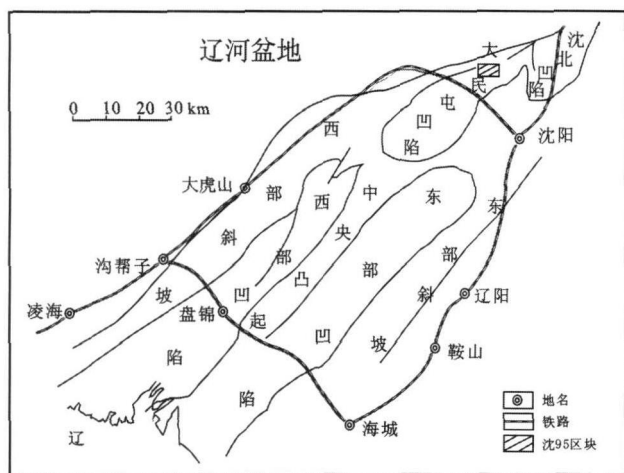 辽河盆地
0 10 20 30 km
大民屯凹陷
沈北凹陷
沈阳
西部斜坡
大虎山
西部凹陷
中央凸起
东部凹陷
东部斜坡
沟帮子
凌海
盘锦
辽阳
鞍山
海城
辽
地名
铁路
沈95区块